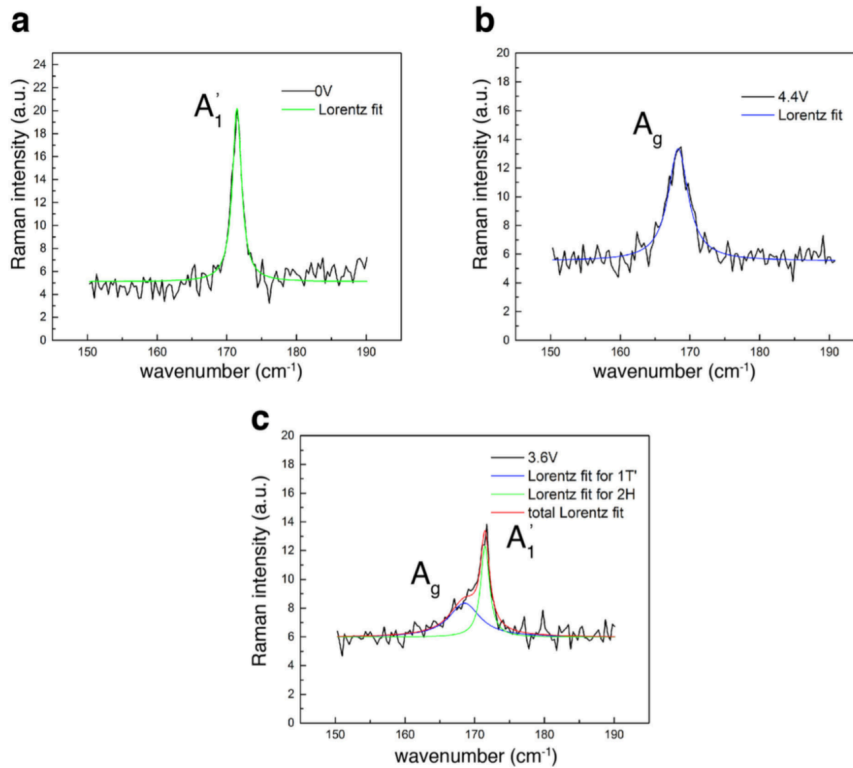 a
24
22
20
18
16
14
12
10
8
6
4
2
0
Raman intensity (a.u.)
A₁'
0V
Lorentz fit
150 160 170 180 190
wavenumber (cm⁻¹)
b
20
18
16
14
12
10
8
6
4
2
0
Raman intensity (a.u.)
A_g
4.4V
Lorentz fit
150 160 170 180 190
wavenumber (cm⁻¹)
c
20
18
16
14
12
10
8
6
4
2
0
Raman intensity (a.u.)
3.6V
Lorentz fit for 1T'
Lorentz fit for 2H
total Lorentz fit
A_g
A₁'
150 160 170 180 190
wavenumber (cm⁻¹)